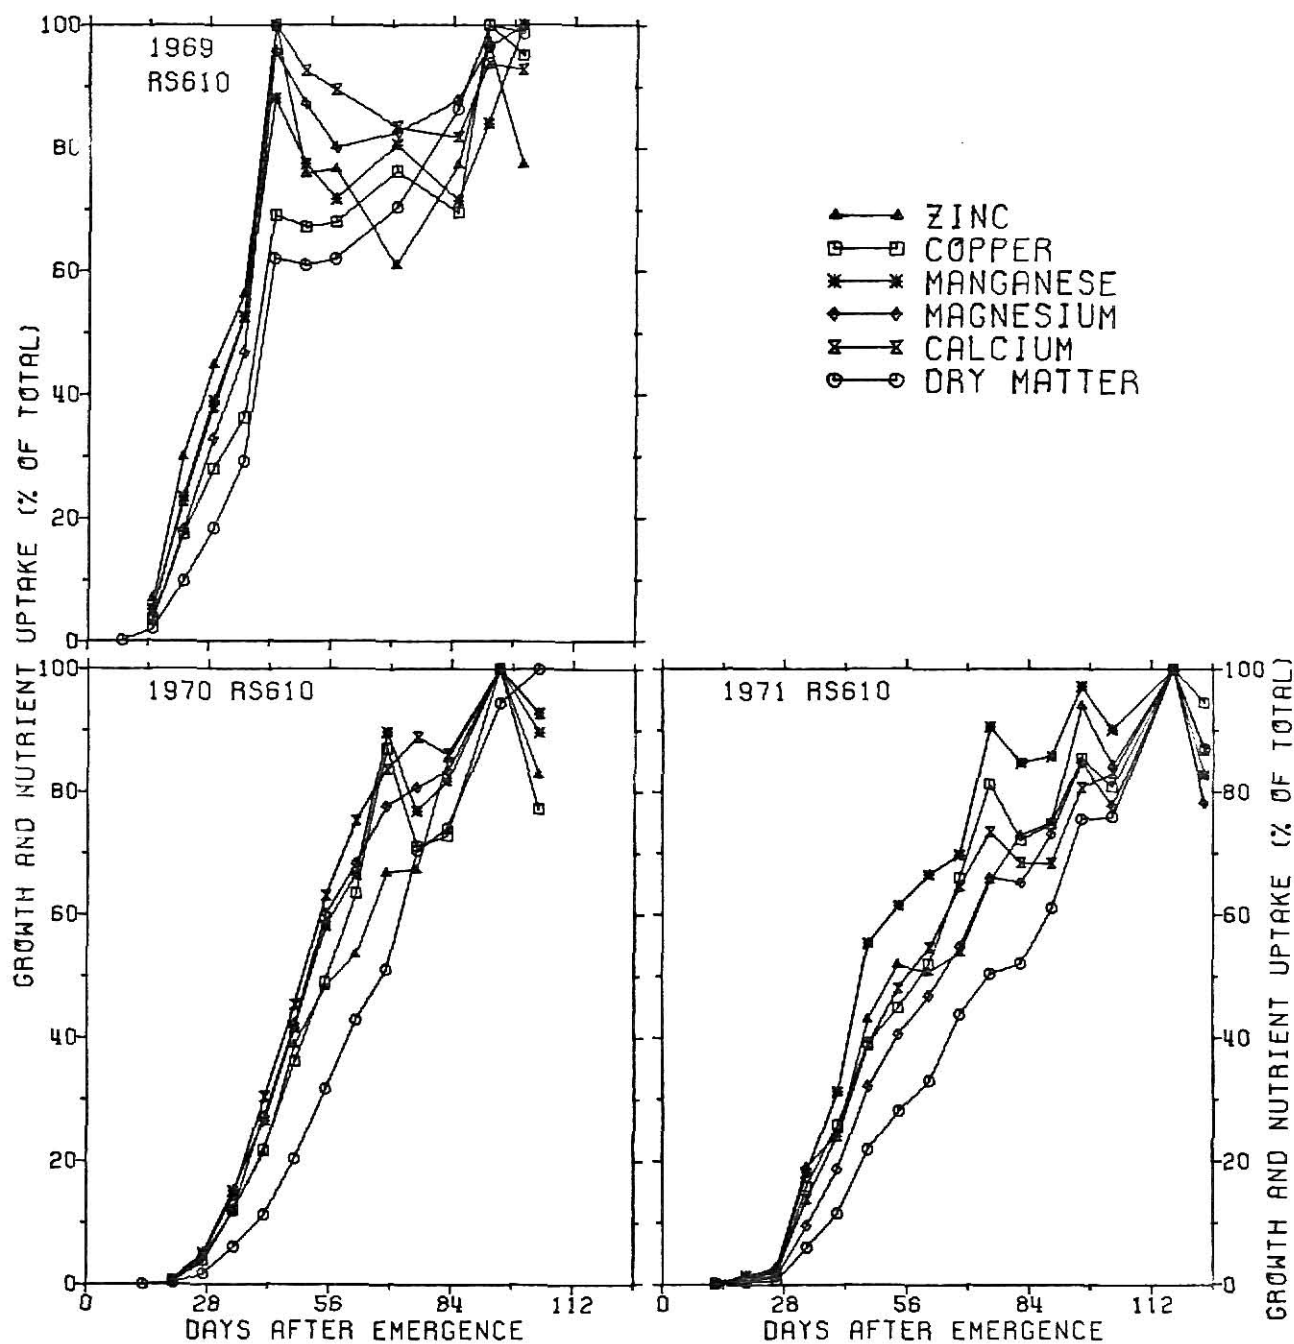 100
80
60
40
20
0
1969
RS610
ZINC
COPPER
MANGANESE
MAGNESIUM
CALCIUM
DRY MATTER
GROWTH AND NUTRIENT UPTAKE (% OF TOTAL)
100
80
60
40
20
0
1970 RS610
0 28 56 84 112
DAYS AFTER EMERGENCE
1971 RS610
100
80
60
40
20
0
0 28 56 84 112
DAYS AFTER EMERGENCE
GROWTH AND NUTRIENT UPTAKE (% OF TOTAL)